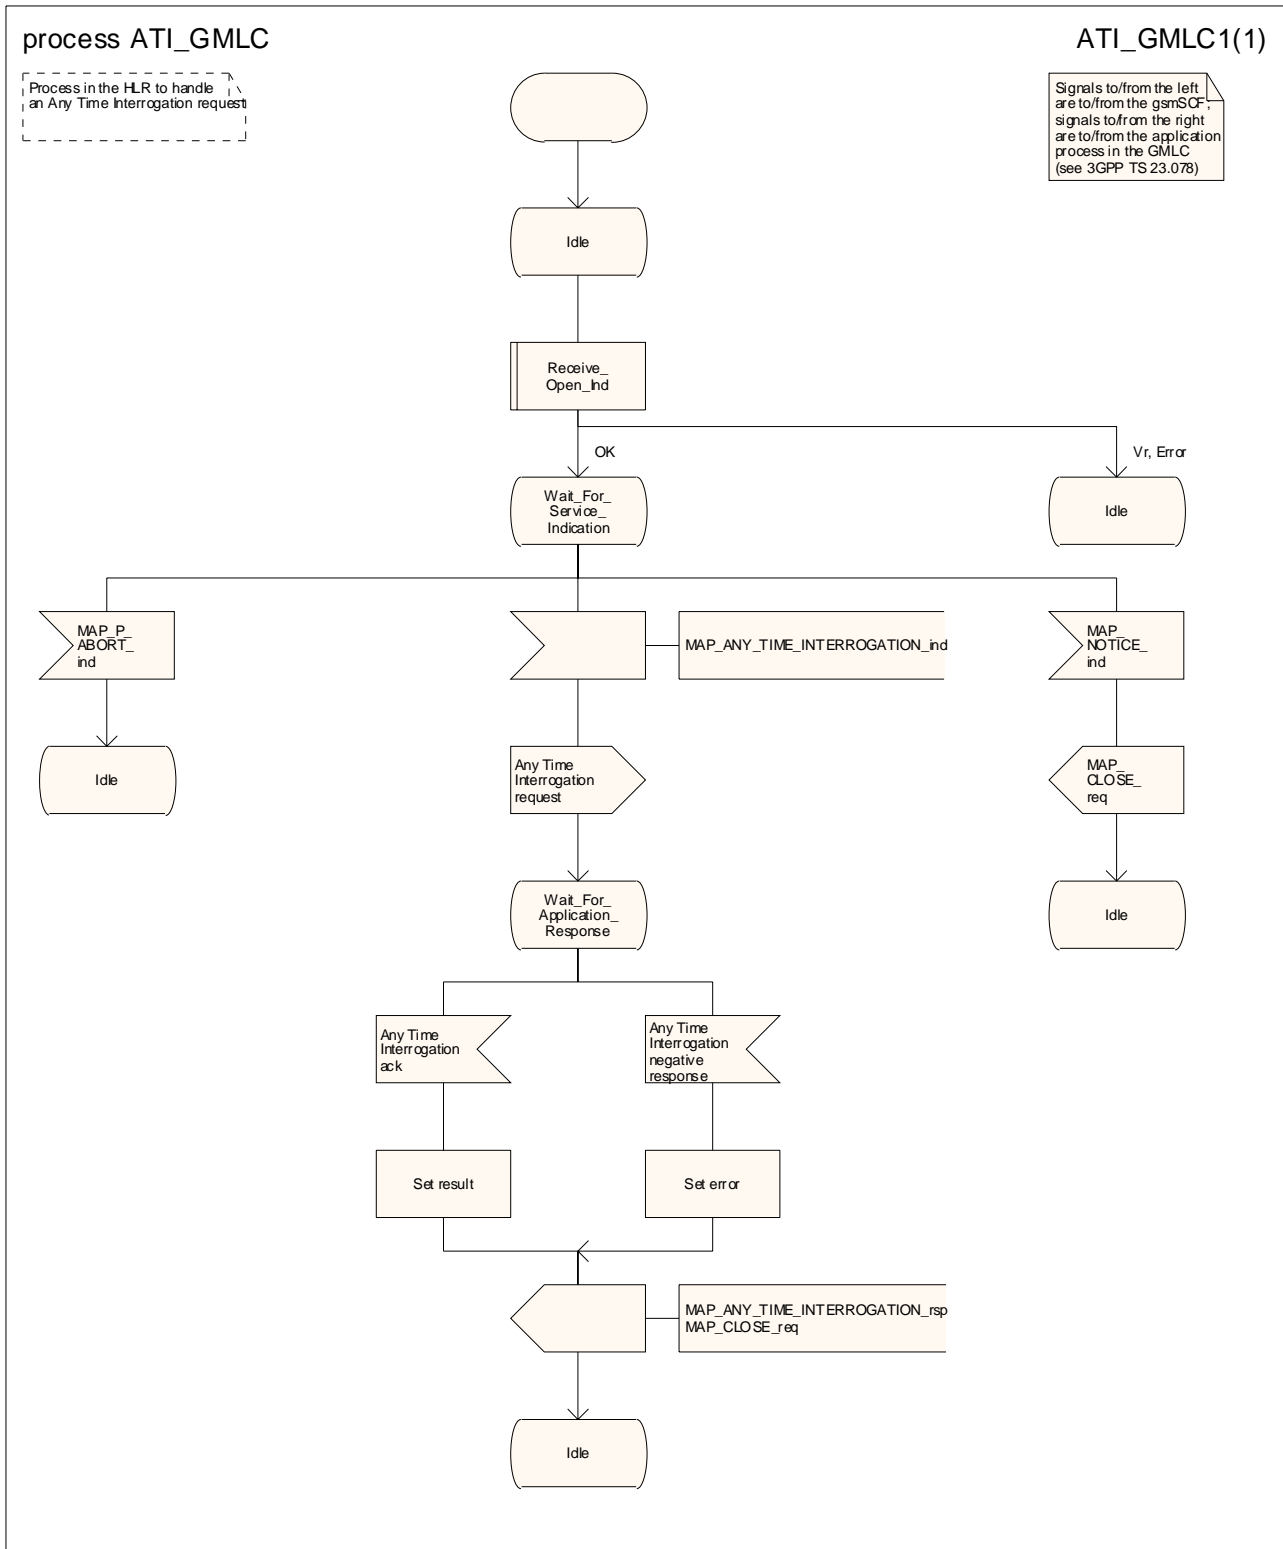 process ATI_GMLC
ATI_GMLC1(1)
Process in the HLR to handle
an Any Time Interrogation request
Signals to/from the left
are to/from the gsmSCF;
signals to/from the right
are to/from the application
process in the GMLC
(see 3GPP TS 23.078)
Idle
Receive_
Open_Ind
OK
Vr, Error
Wait_For_
Service_
Indication
Idle
MAP_P_
ABORT_
ind
MAP_ANY_TIME_INTERROGATION_ind
MAP_
NOTICE_
ind
Idle
Any Time
Interrogation
request
MAP_
CLOSE_
req
Wait_For_
Application_
Response
Idle
Any Time
Interrogation
ack
Any Time
Interrogation
negative
response
Set result
Set error
MAP_ANY_TIME_INTERROGATION_rsp
MAP_CLOSE_req
Idle